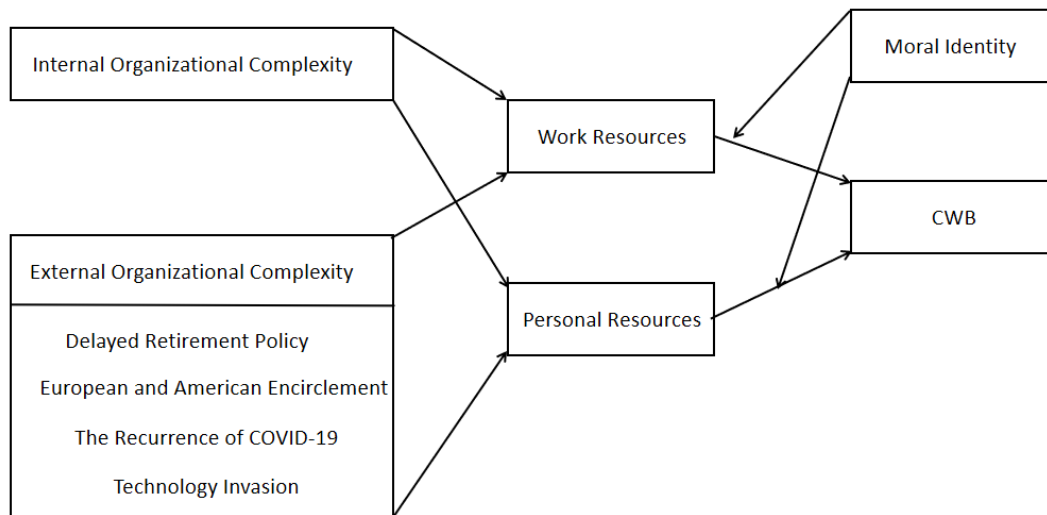 Internal Organizational Complexity
Moral Identity
Work Resources
CWB
External Organizational Complexity
Personal Resources
Delayed Retirement Policy
European and American Encirclement
The Recurrence of COVID-19
Technology Invasion